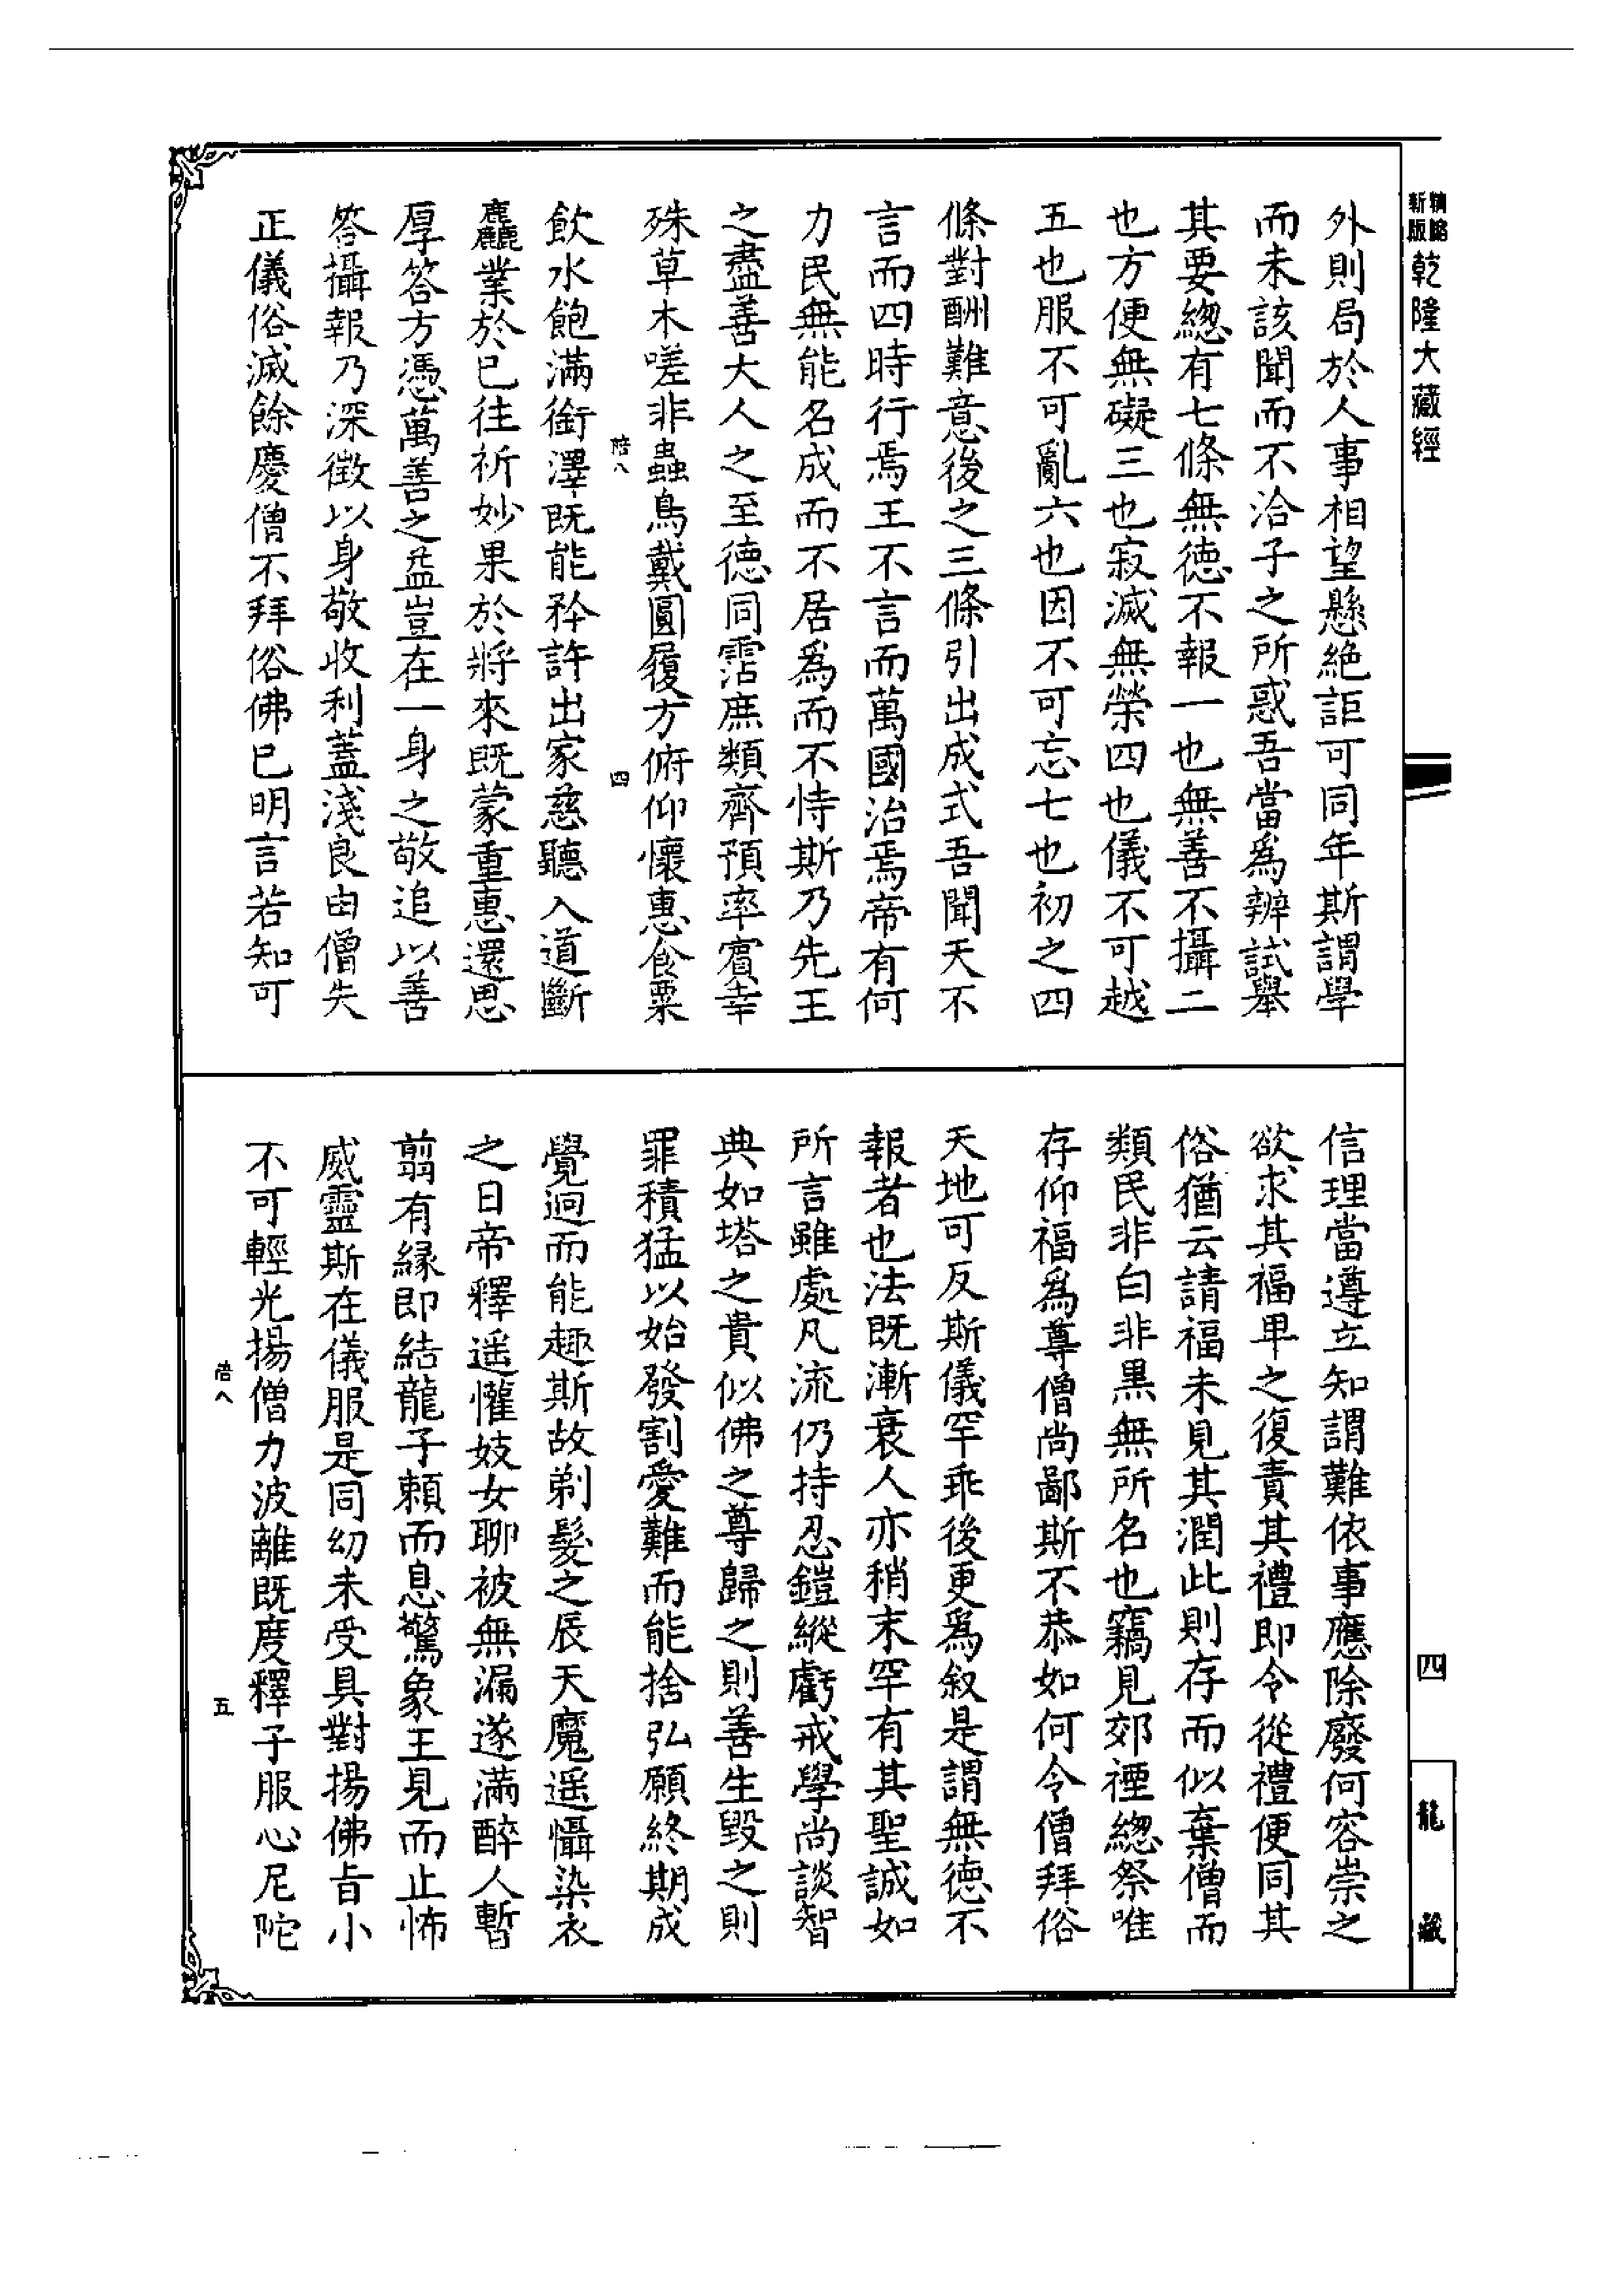 新版
精縮
乾隆大藏經
四
龍藏
外則局於人事相望懸絕詎可同年斯謂學
而未該聞而不洽子之所惑吾當爲辨試舉
其要總有七條無德不報一也無善不攝二
也方便無礙三也寂滅無榮四也儀不可越
五也服不可亂六也因不可忘七也初之四
條對酬難意後之三條引出成式吾聞天不
言而四時行焉王不言而萬國治焉帝有何
力民無能名成而不居爲而不恃斯乃先王
之盡善大人之至德同霑庶類齊預率賓幸
殊草木嗟非蟲鳥戴圓履方俯仰懷惠食粟
陪八
四
飲水飽滿銜澤既能矜許出家慈聽入道斷
麤業於已往祈妙果於將來既蒙重惠還思
厚答方憑萬善之益豈在一身之敬追以善
答攝報乃深徵以身敬收利蓋淺良由僧失
正儀俗滅餘慶僧不拜俗佛已明言若知可
信理當遵立知謂難依事應除廢何容崇之
欲求其福卑之復責其禮即令從禮便同其
俗猶云請福未見其潤此則存而似棄僧而
類民非白非黑無所名也竊見郊禋總祭唯
存仰福爲尊僧尚鄙斯不恭如何令僧拜俗
天地可反斯儀罕乖後更爲叙是謂無德不
報者也法既漸衰人亦稍末罕有其聖誠如
所言雖處凡流仍持忍鎧縱虧戒學尚談智
典如塔之貴似佛之尊歸之則善生毀之則
罪積猛以始發割愛難而能捨弘願終期成
覺迥而能趣斯故剃髮之辰天魔遥懾染衣
之日帝釋遥懽妓女聊被無漏遂滿醉人暫
翦有緣即結龍子賴而息驚象王見而止怖
威靈斯在儀服是同幼未受具對揚佛旨小
不可輕光揚僧力波離既度釋子服心尼陀
陪八
五